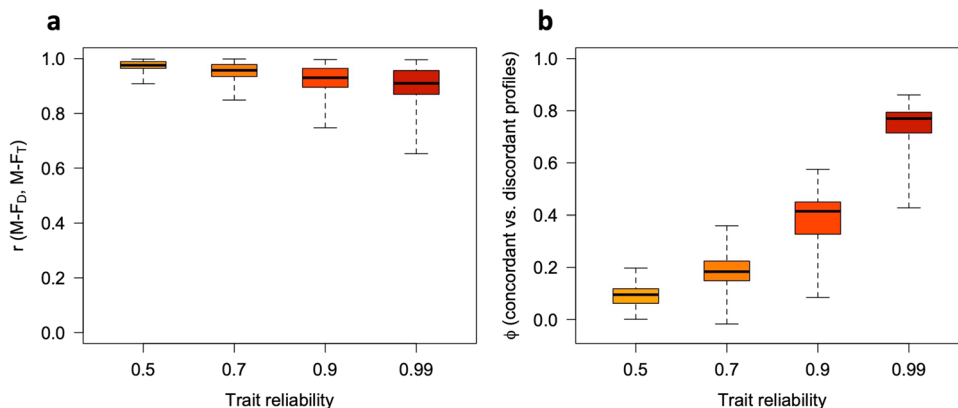 a
1.0
0.8
0.6
0.4
0.2
0.0
r (M-F_D, M-F_T)
0.5 0.7 0.9 0.99
Trait reliability
b
1.0
0.8
0.6
0.4
0.2
0.0
ϕ (concordant vs. discordant profiles)
0.5 0.7 0.9 0.99
Trait reliability